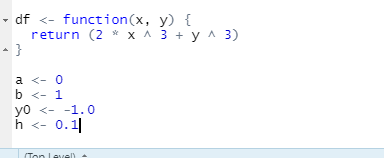 df <- function(x, y) {
  return (2 * x ^ 3 + y ^ 3)
}
a <- 0
b <- 1
y0 <- -1.0
h <- 0.1
(Top Level)